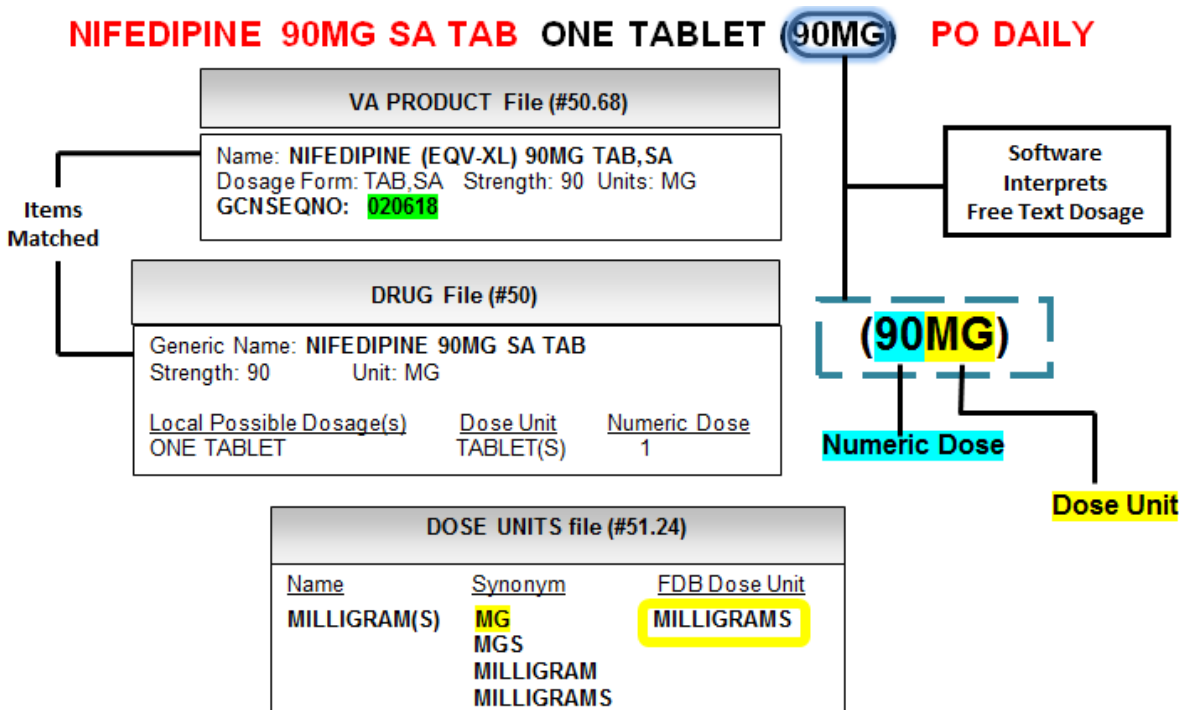 NIFEDIPINE 90MG SA TAB ONE TABLET (90MG) PO DAILY
VA PRODUCT File (#50.68)
Name: NIFEDIPINE (EQV-XL) 90MG TAB,SA
Dosage Form: TAB,SA Strength: 90 Units: MG
GCNSEQNO: 020618
Software
Interprets
Free Text Dosage
Items
Matched
DRUG File (#50)
Generic Name: NIFEDIPINE 90MG SA TAB
Strength: 90 Unit: MG
Local Possible Dosage(s) Dose Unit Numeric Dose
ONE TABLET TABLET(S) 1
(90MG)
Numeric Dose
Dose Unit
DOSE UNITS file (#51.24)
Name Synonym FDB Dose Unit
MILLIGRAM(S) MG MILLIGRAMS
MGS
MILLIGRAM
MILLIGRAMS